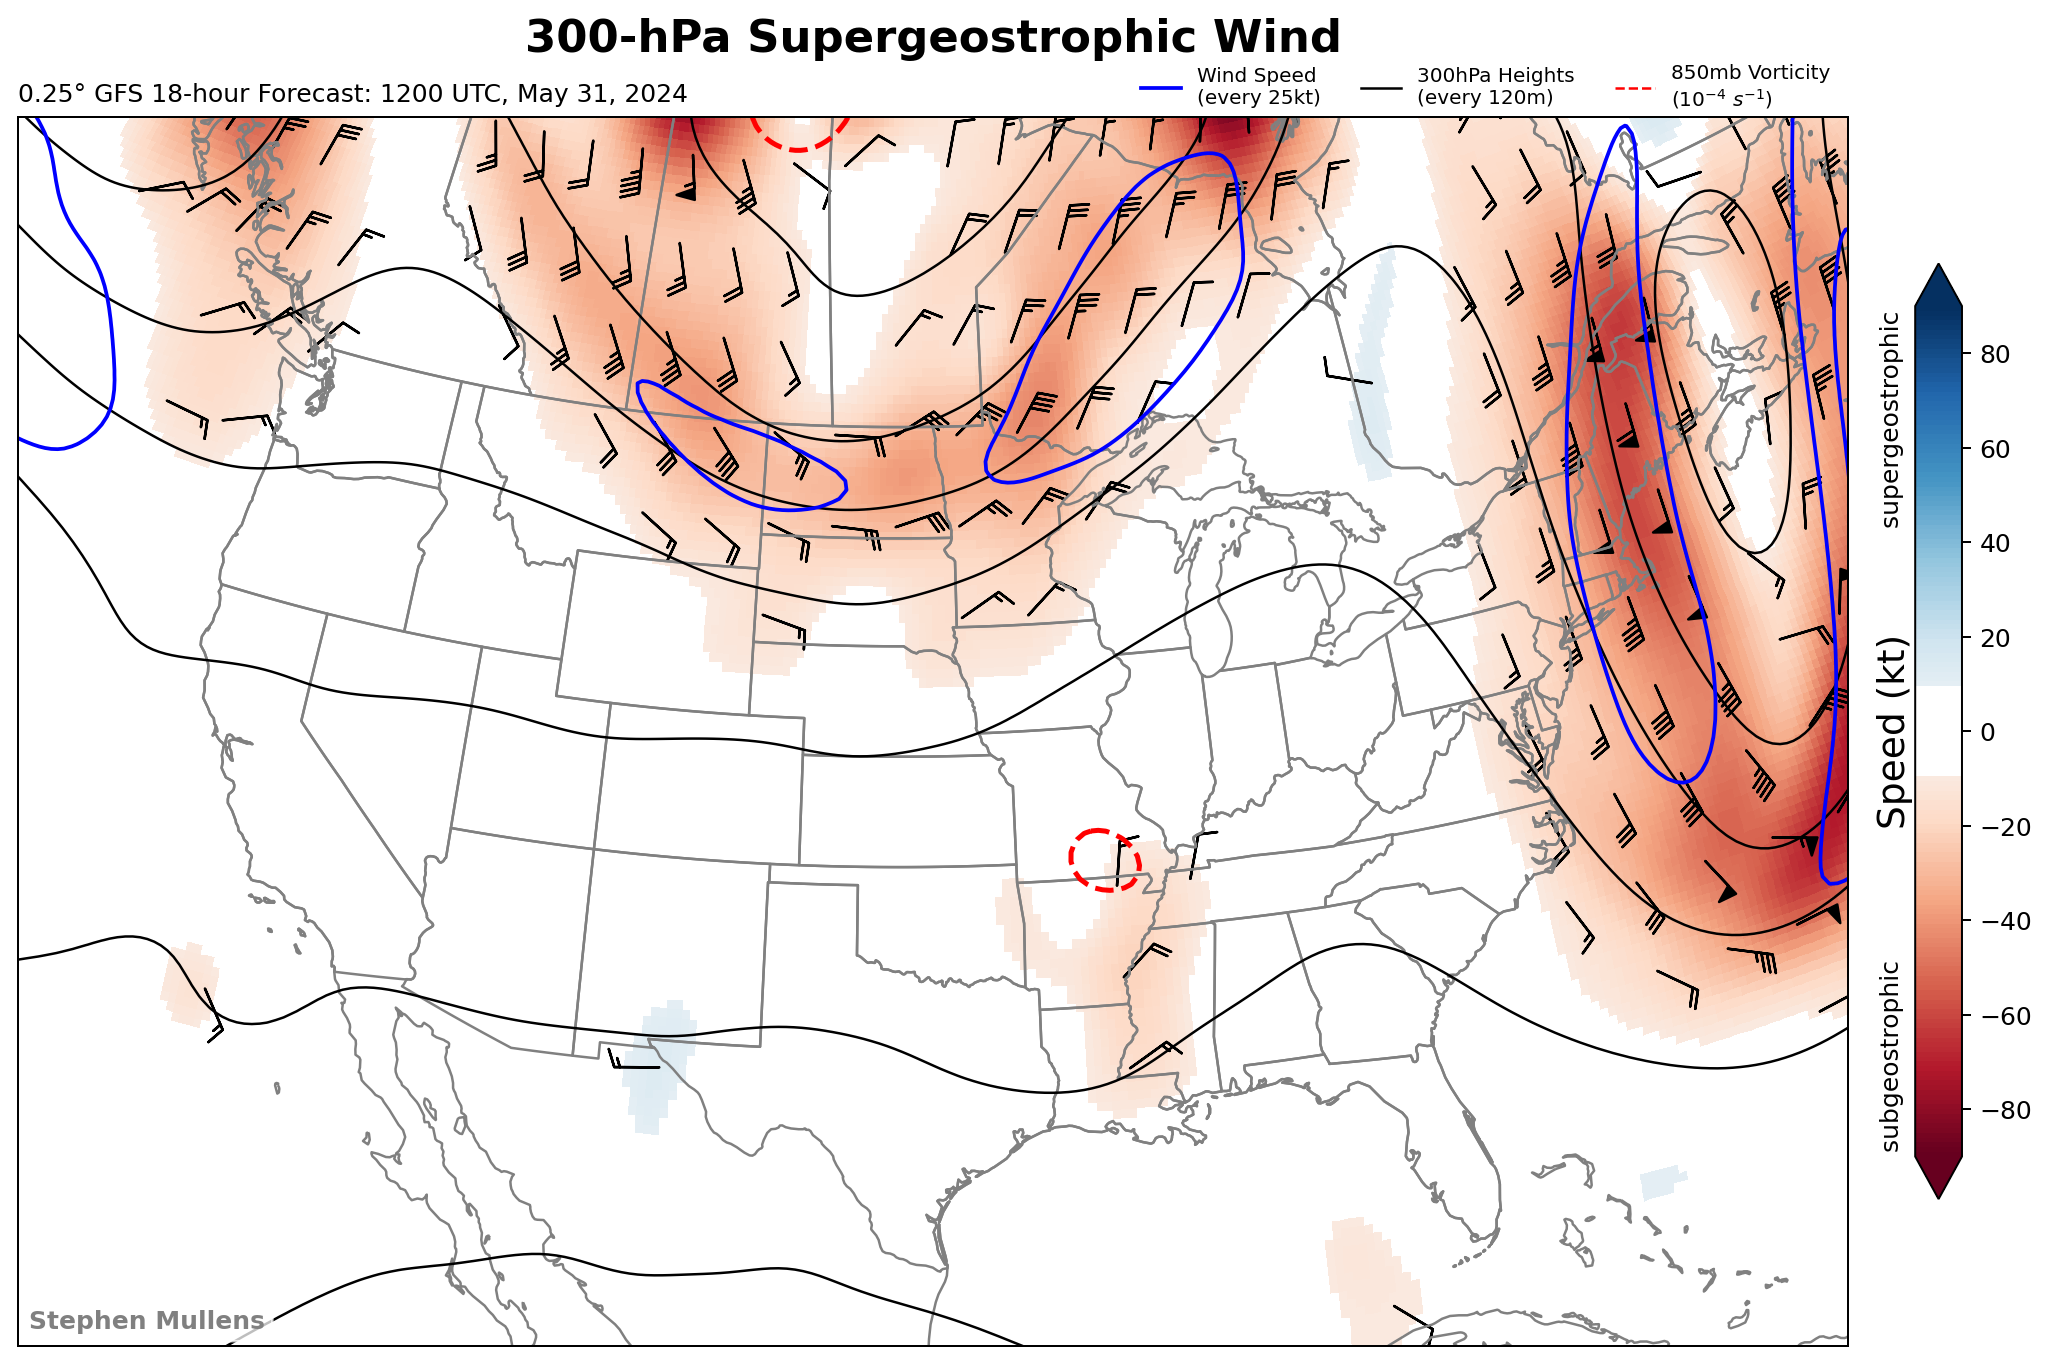 300-hPa Supergeostrophic Wind
0.25° GFS 18-hour Forecast: 1200 UTC, May 31, 2024
Wind Speed
(every 25kt)
300hPa Heights
(every 120m)
850mb Vorticity
(10⁻⁴ s⁻¹)
supergeostrophic
Speed (kt)
subgeostrophic
80
60
40
20
0
−20
−40
−60
−80
Stephen Mullens